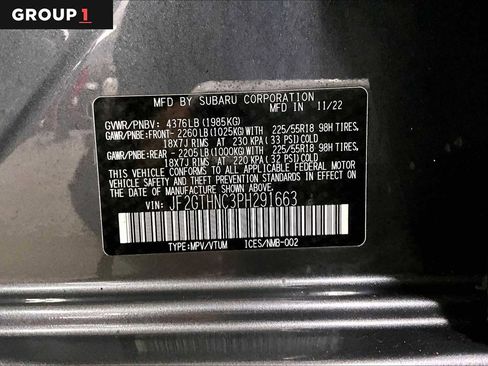 GROUP 1
MFD BY SUBARU CORPORATION IN 11/22
GVWR/PNBV: 4376LB(1985KG)
GAWR/PNBE:FRONT- 2260LB(1025KG)WITH 225/55R18 98H TIRES,
18X7J RIMS AT 230 KPA(33 PSI)COLD
GAWR/PNBE:REAR - 2205LB(1000KG)WITH 225/55R18 98H TIRES,
18X7J RIMS AT 220 KPA(32 PSI)COLD
THIS VEHICLE CONFORMS TO ALL APPLICABLE FEDERAL MOTOR
VEHICLE SAFETY, BUMPER, AND THEFT PREVENTION STANDARDS
IN EFFECT ON THE DATE OF MANUFACTURE SHOWN ABOVE.
VIN: JF2GTHNC3PH291663
TYPE:MPV/VTUM ICES/NMB-002